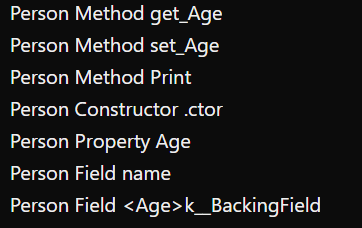 Person Method get_Age
Person Method set_Age
Person Method Print
Person Constructor .ctor
Person Property Age
Person Field name
Person Field <Age>k__BackingField